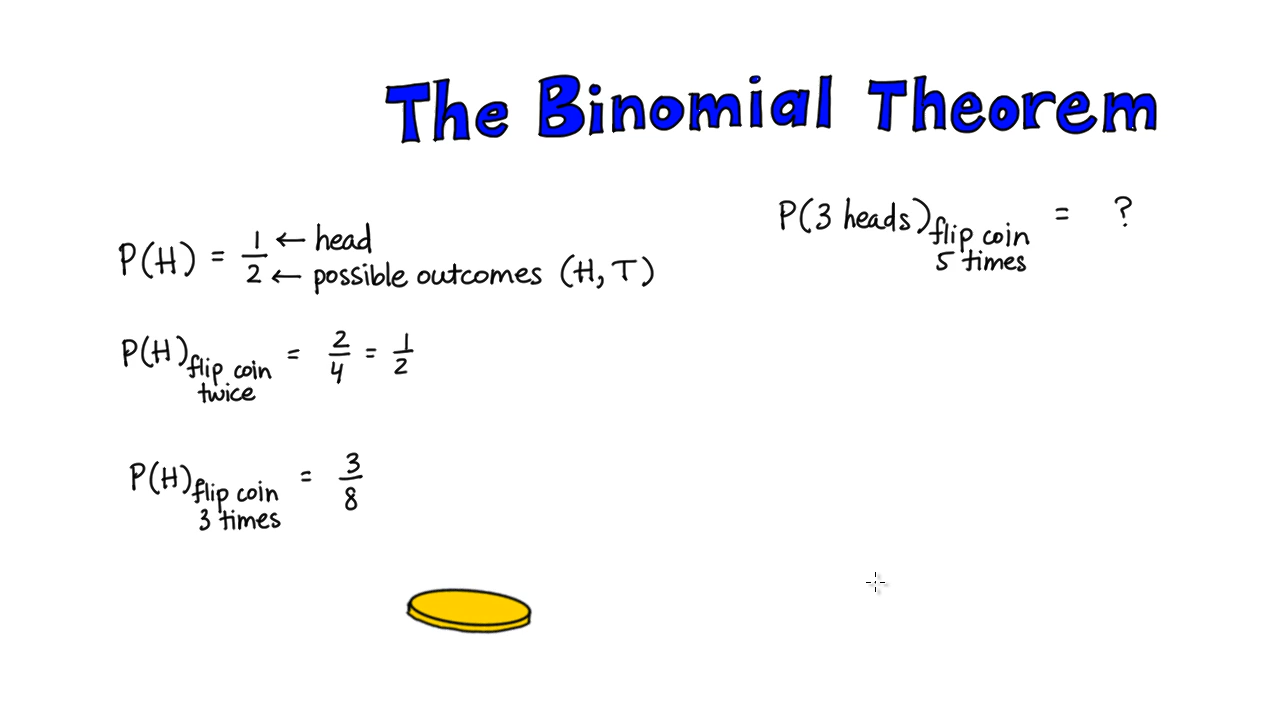 The Binomial Theorem
P(H) = 1/2 ← head
← possible outcomes (H, T)
P(H) flip coin twice = 2/4 = 1/2
P(H) flip coin 3 times = 3/8
P(3 heads) flip coin 5 times = ?